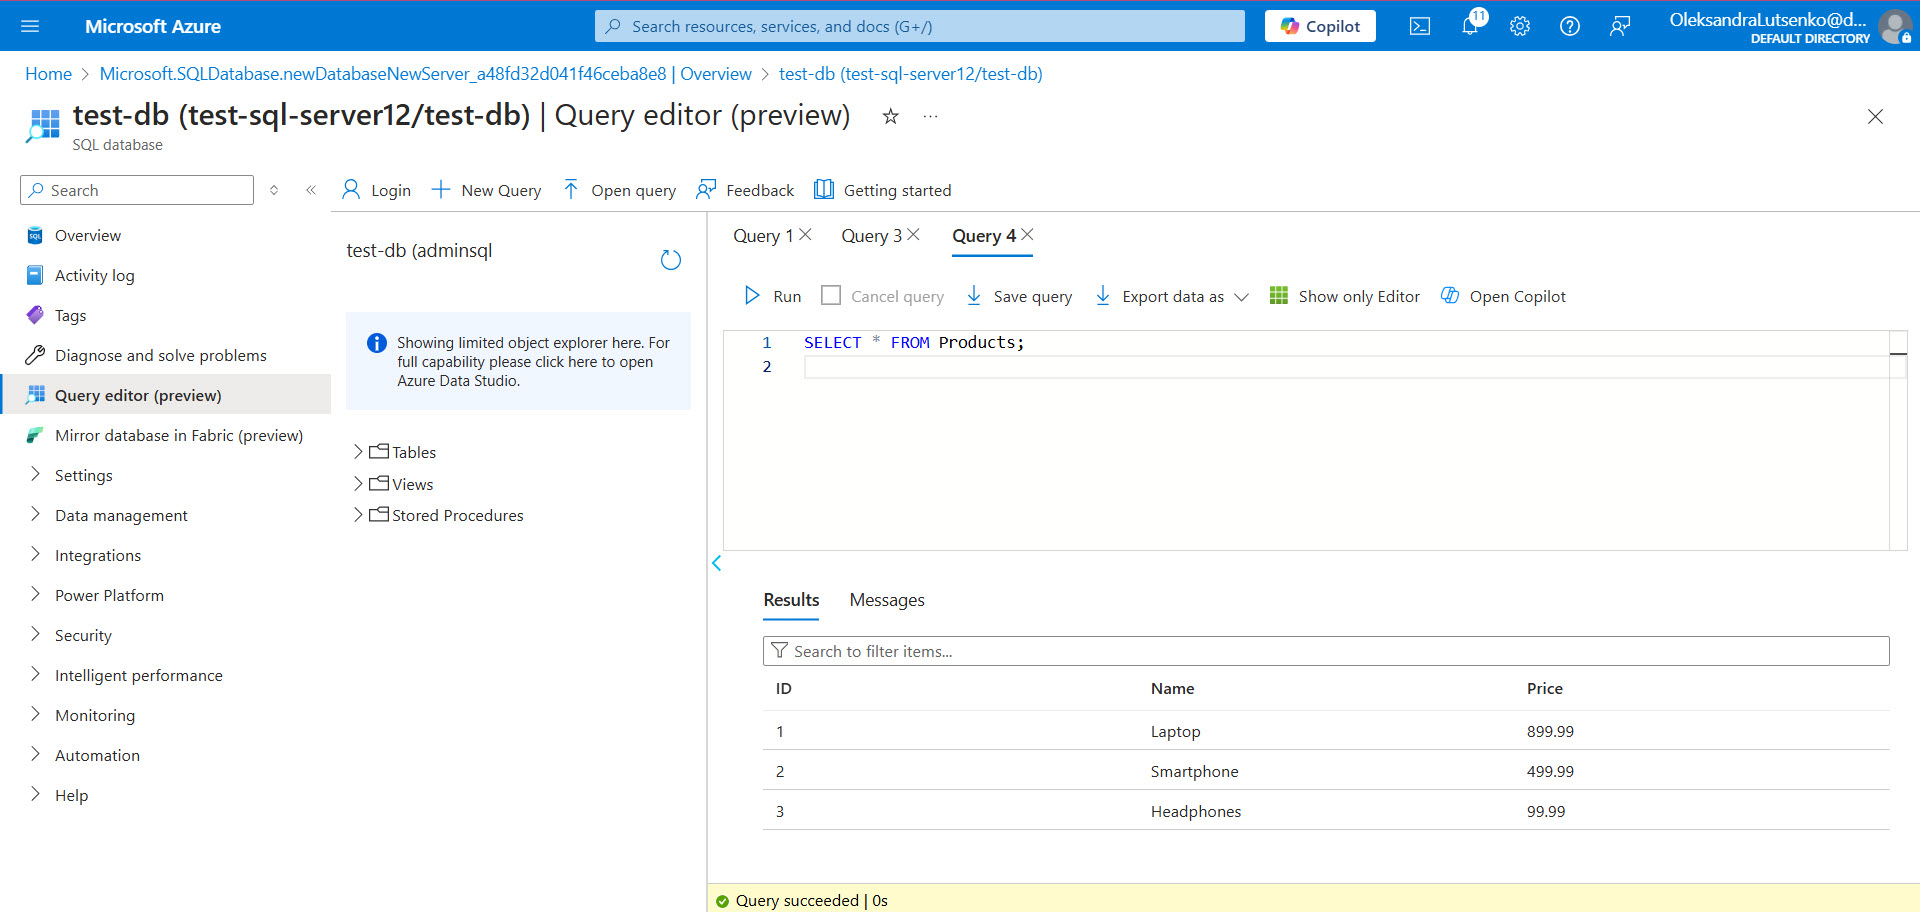 Microsoft Azure
Search resources, services, and docs (G+/)
Copilot
11
OleksandraLutsenko@d...
DEFAULT DIRECTORY
Home > Microsoft.SQLDatabase.newDatabaseNewServer_a48fd32d041f46ceba8e8 | Overview > test-db (test-sql-server12/test-db)
test-db (test-sql-server12/test-db) | Query editor (preview)
SQL database
Search
Login
New Query
Open query
Feedback
Getting started
Overview
Activity log
Tags
Diagnose and solve problems
Query editor (preview)
Mirror database in Fabric (preview)
Settings
Data management
Integrations
Power Platform
Security
Intelligent performance
Monitoring
Automation
Help
test-db (adminsql
Showing limited object explorer here. For
full capability please click here to open
Azure Data Studio.
Tables
Views
Stored Procedures
Query 1 Query 3 Query 4
Run Cancel query Save query Export data as Show only Editor Open Copilot
1 SELECT * FROM Products;
2
Results Messages
Search to filter items...
ID Name Price
1 Laptop 899.99
2 Smartphone 499.99
3 Headphones 99.99
Query succeeded | 0s